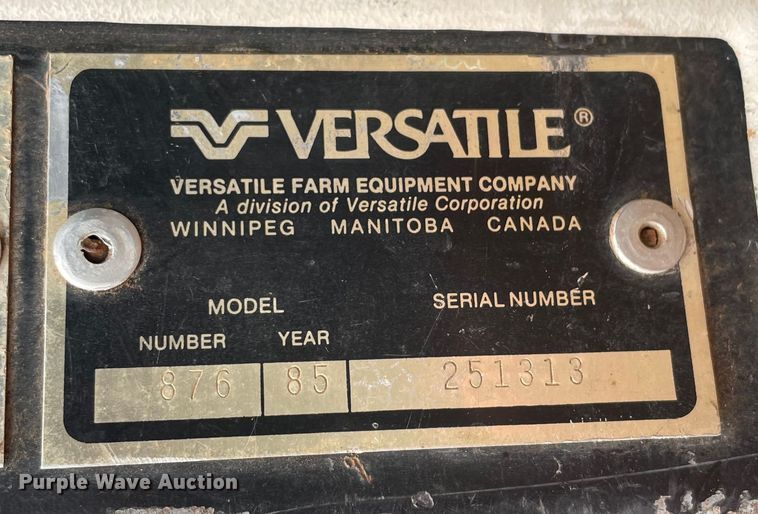 VERSATILE®
VERSATILE FARM EQUIPMENT COMPANY
A division of Versatile Corporation
WINNIPEG MANITOBA CANADA
MODEL SERIAL NUMBER
NUMBER YEAR
876 85 251313
Purple Wave Auction